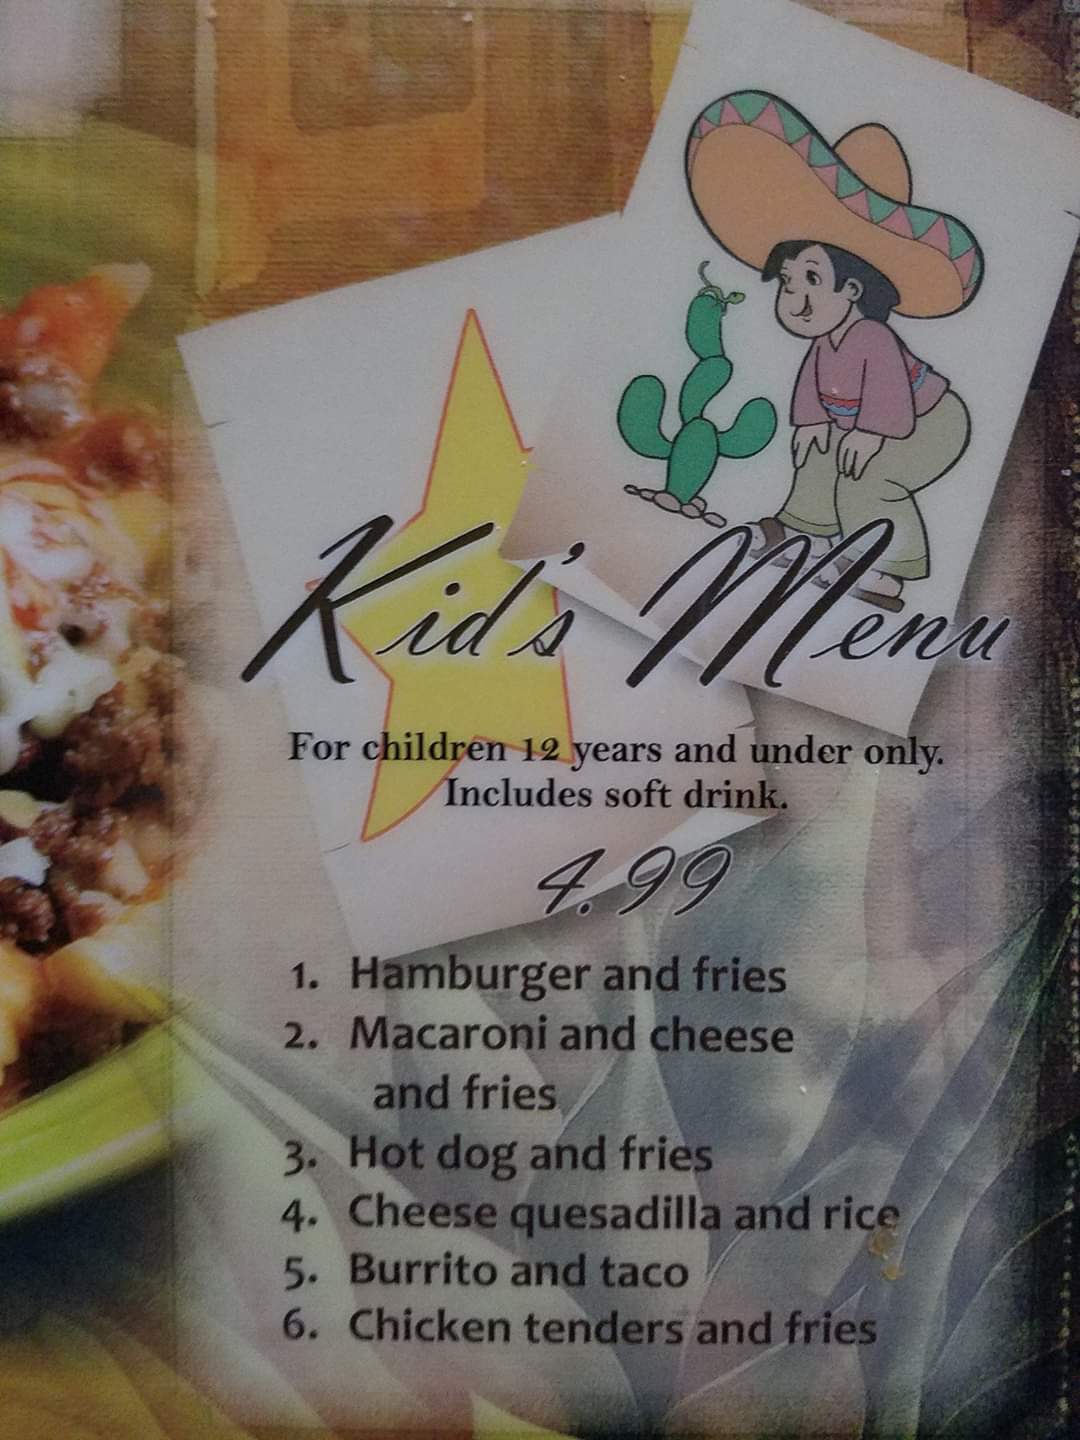 Kid's Menu
For children 12 years and under only.
Includes soft drink.
4.99
1. Hamburger and fries
2. Macaroni and cheese
and fries
3. Hot dog and fries
4. Cheese quesadilla and rice
5. Burrito and taco
6. Chicken tenders and fries